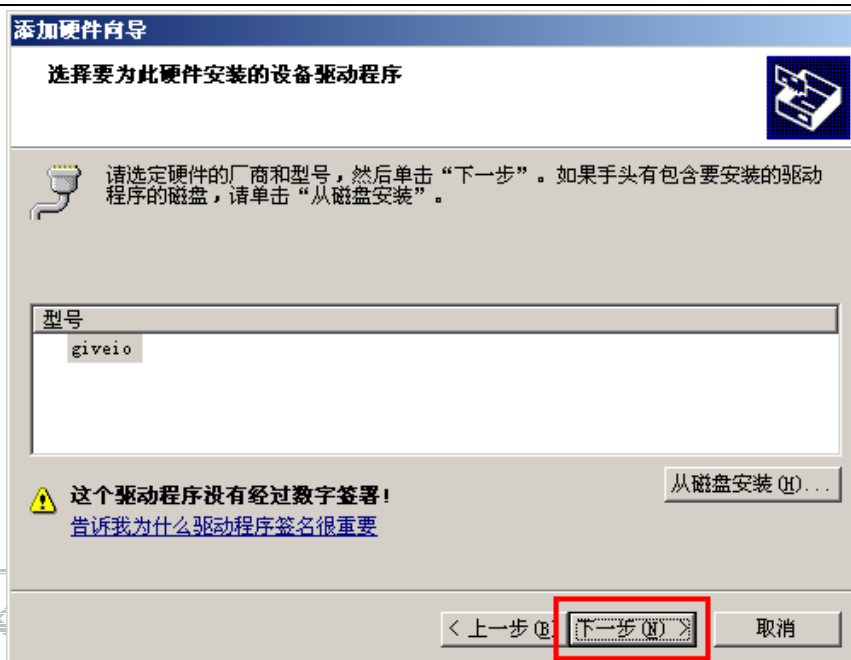 添加硬件向导
选择要为此硬件安装的设备驱动程序
请选定硬件的厂商和型号，然后单击“下一步”。如果手头有包含要安装的驱动
程序的磁盘，请单击“从磁盘安装”。
型号
giveio
从磁盘安装(H)...
这个驱动程序没有经过数字签署!
告诉我为什么驱动程序签名很重要
< 上一步(B) 下一步(N) > 取消